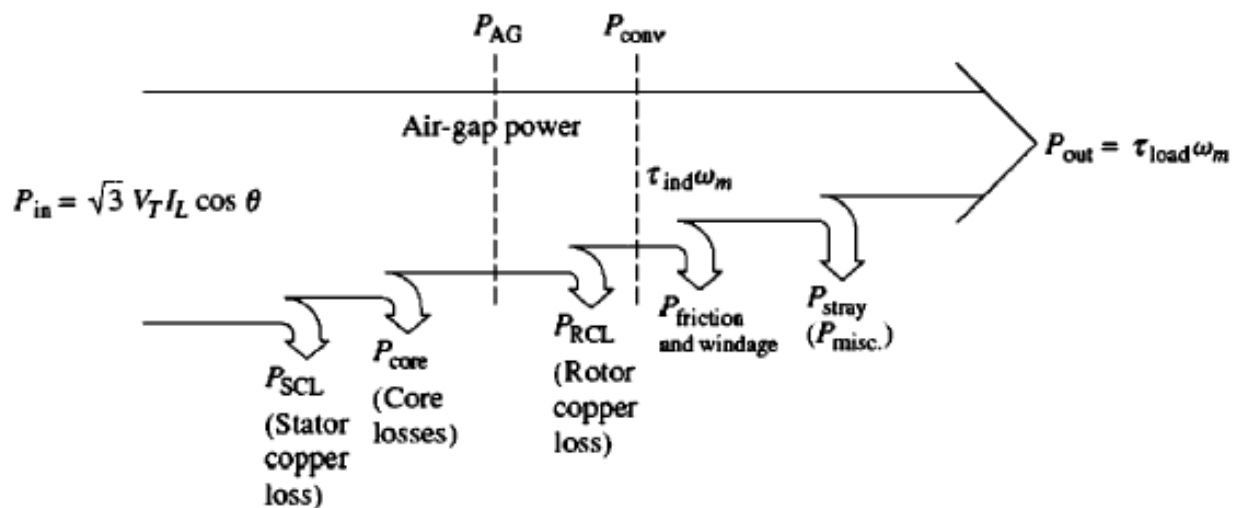 P_AG
P_conv
Air-gap power
P_out = τ_load ω_m
τ_ind ω_m
P_in = √3 V_T I_L cos θ
P_SCL
(Stator
copper
loss)
P_core
(Core
losses)
P_RCL
(Rotor
copper
loss)
P_friction
and windage
P_stray
(P_misc.)